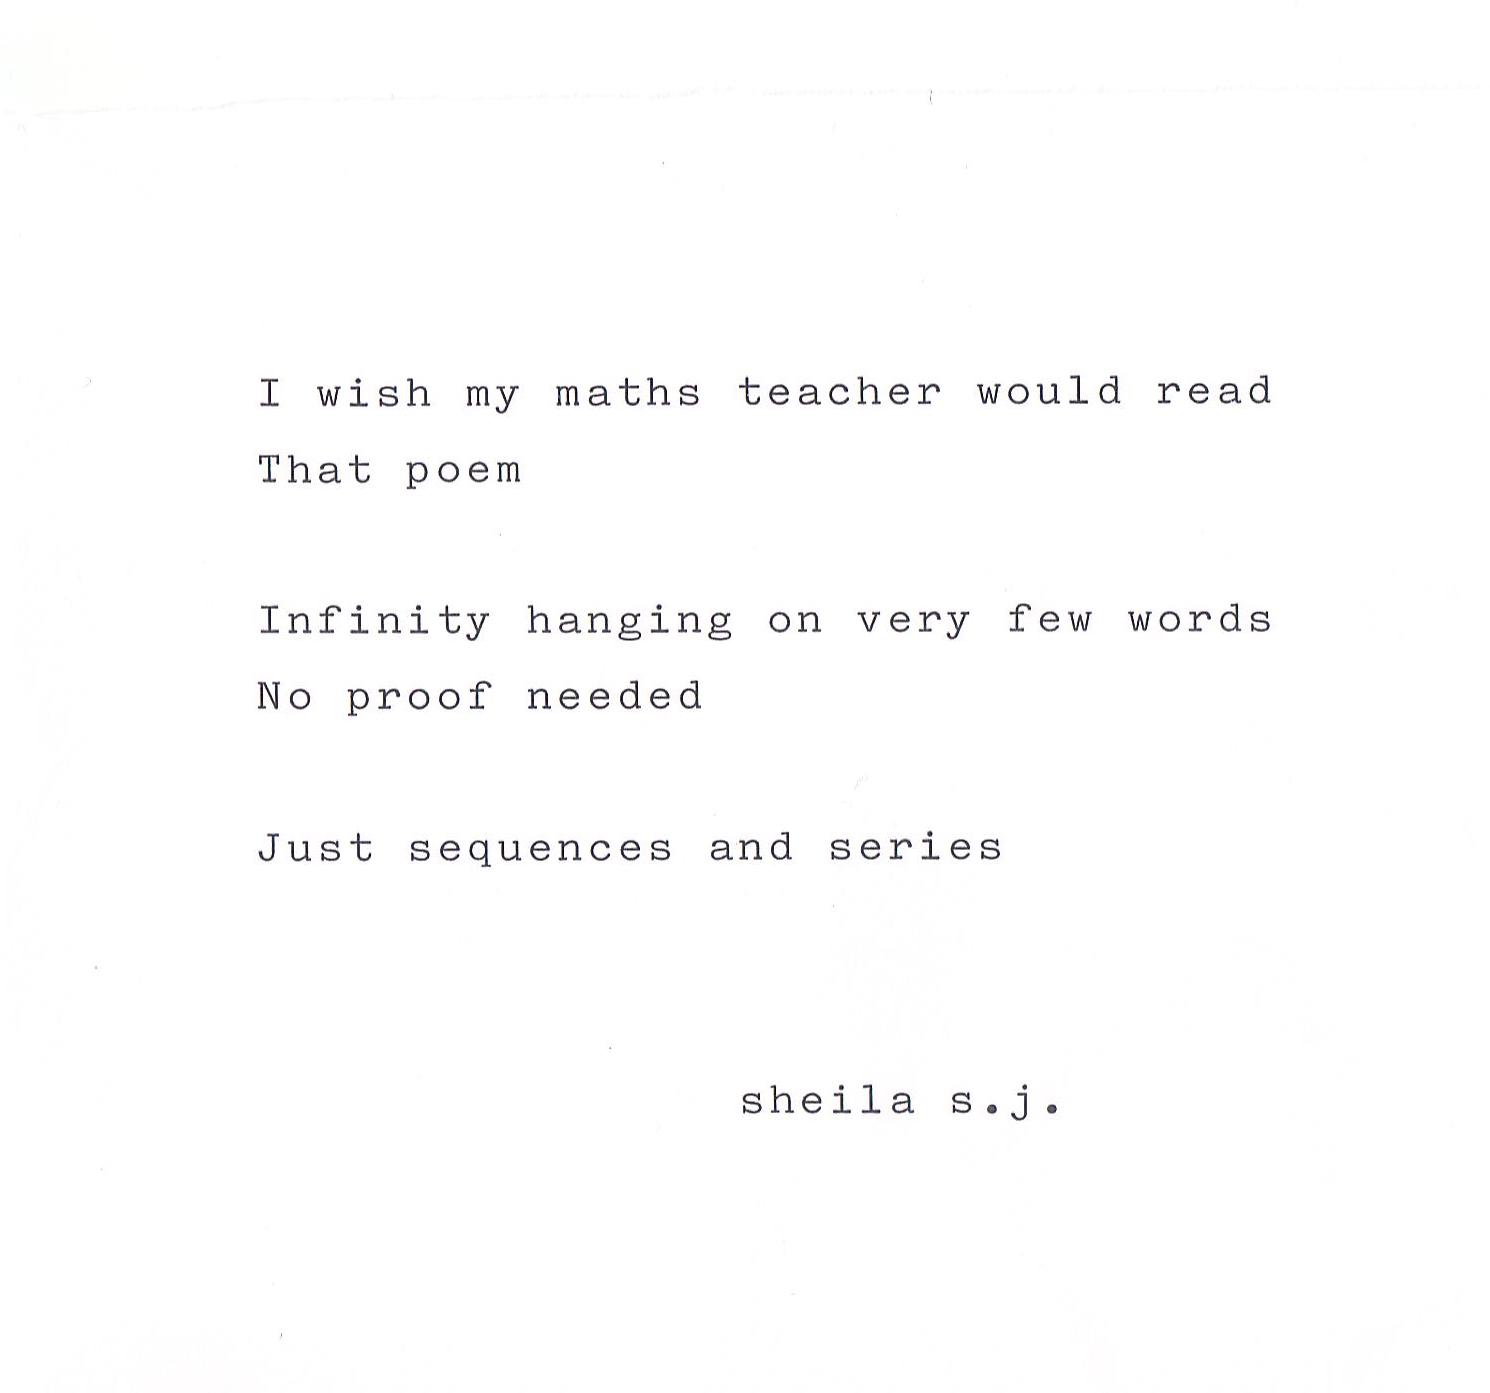 I wish my maths teacher would read
That poem
Infinity hanging on very few words
No proof needed
Just sequences and series
sheila s.j.